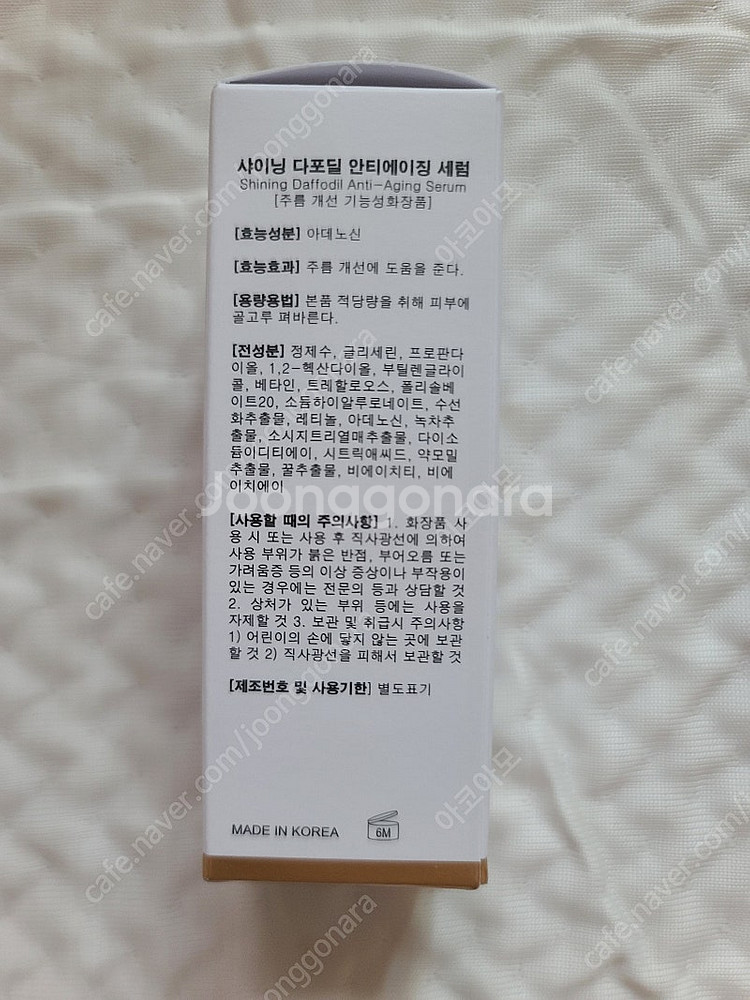 샤이닝 다포딜 안티에이징 세럼
Shining Daffodil Anti-Aging Serum
[주름 개선 기능성화장품]
[효능성분] 아데노신
[효능효과] 주름 개선에 도움을 준다.
[용량용법] 본품 적당량을 취해 피부에
골고루 펴바른다.
[전성분] 정제수, 글리세린, 프로판다
이올, 1,2-헥산다이올, 부틸렌글라이
콜, 베타인, 트레할로오스, 폴리솔베
이트20, 소듐하이알루로네이트, 수선
화추출물, 레티놀, 아데노신, 녹차추
출물, 소시지트리열매추출물, 다이소
듐이디티에이, 시트릭애씨드, 약모밀
추출물, 꿀추출물, 비에이치티, 비에
이치에이
Joonggonara
[사용할 때의 주의사항] 1. 화장품 사
용 시 또는 사용 후 직사광선에 의하여
사용 부위가 붉은 반점, 부어오름 또는
가려움증 등의 이상 증상이나 부작용이
있는 경우에는 전문의 등과 상담할 것
2. 상처가 있는 부위 등에는 사용을
자제할 것 3. 보관 및 취급시 주의사항
1) 어린이의 손에 닿지 않는 곳에 보관
할 것 2) 직사광선을 피해서 보관할 것
[제조번호 및 사용기한] 별도표기
MADE IN KOREA
6M
cafe.naver.com/joonggonara
아코아모